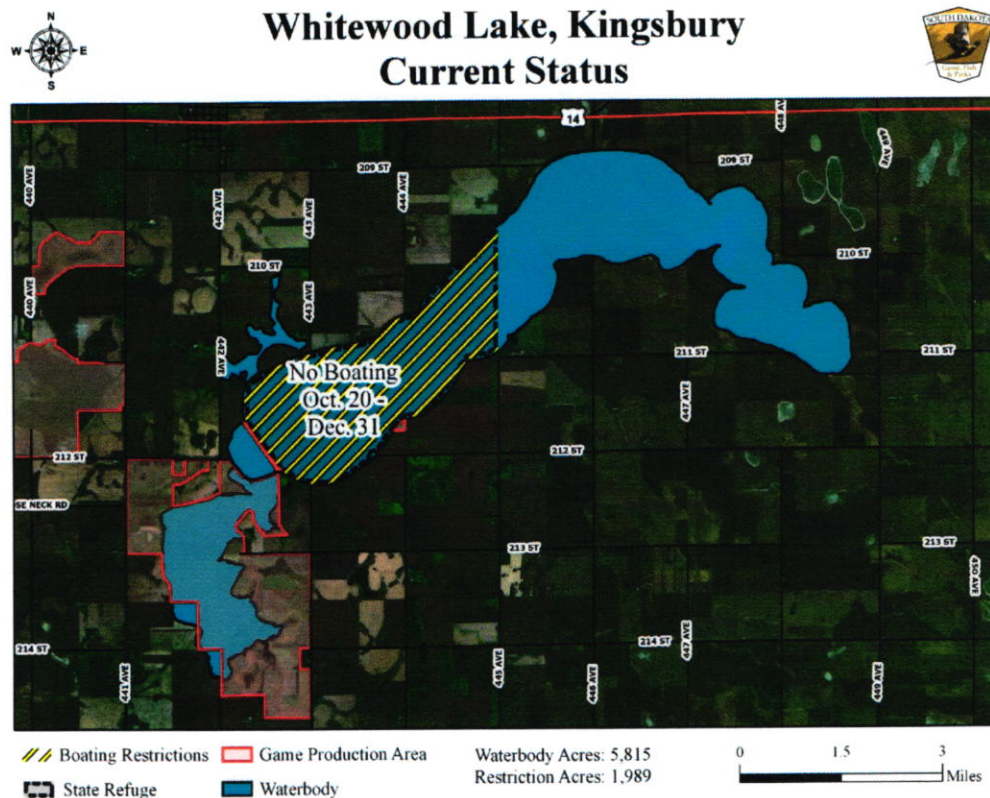 Whitewood Lake, Kingsbury
Current Status
N
W E
S
SOUTH DAKOTA
Game, Fish
& Parks
14
448 AVE
449 AVE
440 AVE
209 ST
444 AVE
209 ST
442 AVE
443 AVE
210 ST
210 ST
440 AVE
443 AVE
442 AVE
211 ST
211 ST
No Boating
Oct. 20 -
Dec. 31
447 AVE
212 ST
212 ST
SE NECK RD
213 ST
213 ST
450 AVE
214 ST
214 ST
447 AVE
441 AVE
445 AVE
446 AVE
449 AVE
Boating Restrictions
Game Production Area
State Refuge
Waterbody
Waterbody Acres: 5,815
Restriction Acres: 1,989
0 1.5 3
Miles